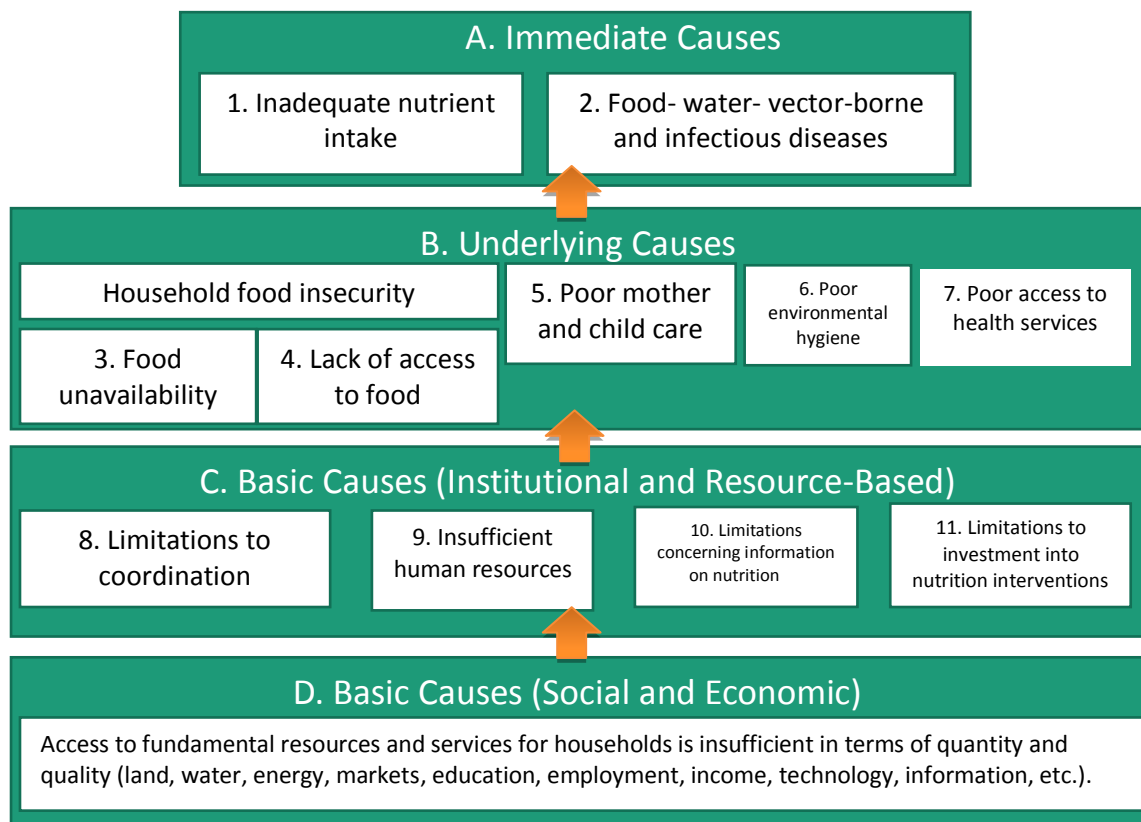 A. Immediate Causes
1. Inadequate nutrient
intake
2. Food- water- vector-borne
and infectious diseases
B. Underlying Causes
Household food insecurity
3. Food
unavailability
4. Lack of access
to food
5. Poor mother
and child care
6. Poor
environmental
hygiene
7. Poor access to
health services
C. Basic Causes (Institutional and Resource-Based)
8. Limitations to
coordination
9. Insufficient
human resources
10. Limitations
concerning information
on nutrition
11. Limitations to
investment into
nutrition interventions
D. Basic Causes (Social and Economic)
Access to fundamental resources and services for households is insufficient in terms of quantity and
quality (land, water, energy, markets, education, employment, income, technology, information, etc.).